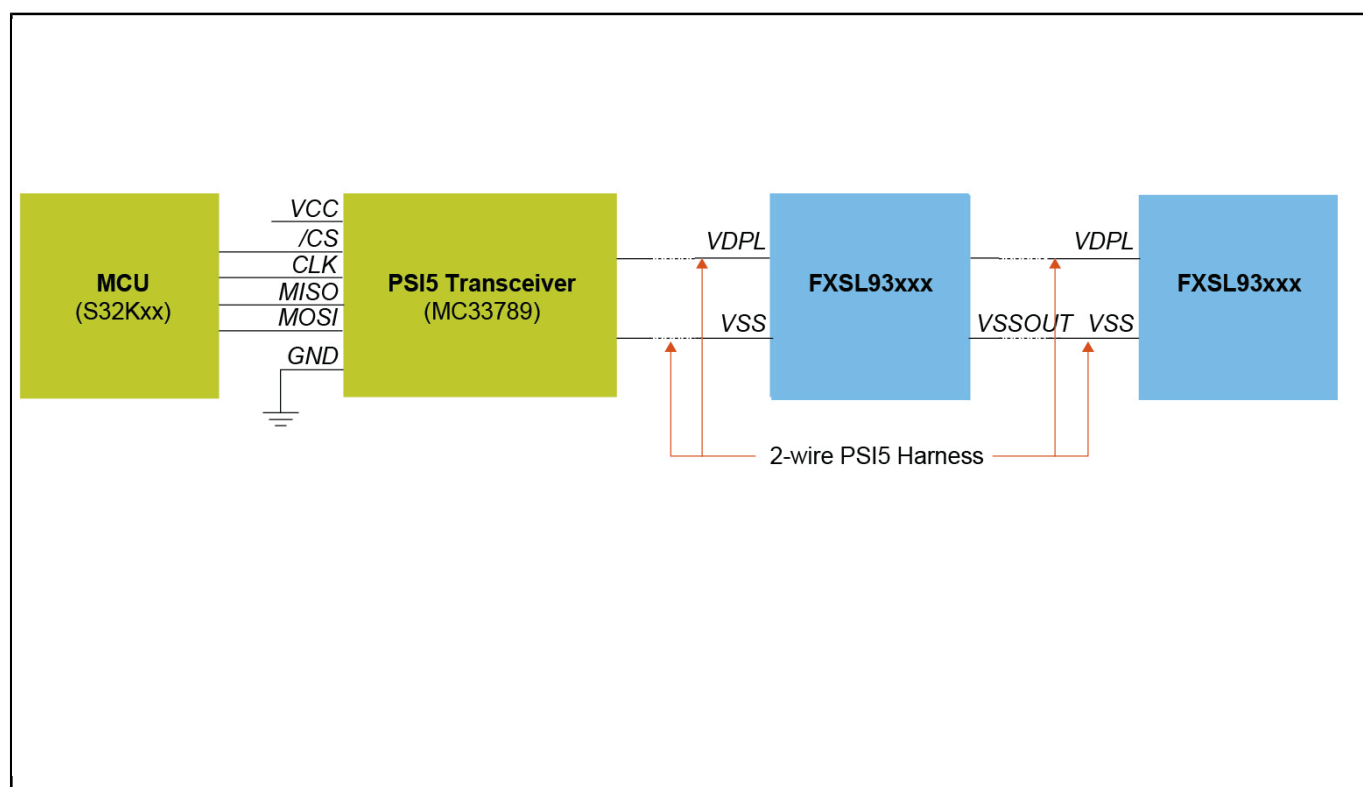 VCC
/CS
CLK
MISO
MOSI
GND
MCU
(S32Kxx)
PSI5 Transceiver
(MC33789)
VDPL
VSS
FXSL93xxx
VSSOUT
VDPL
VSS
FXSL93xxx
2-wire PSI5 Harness